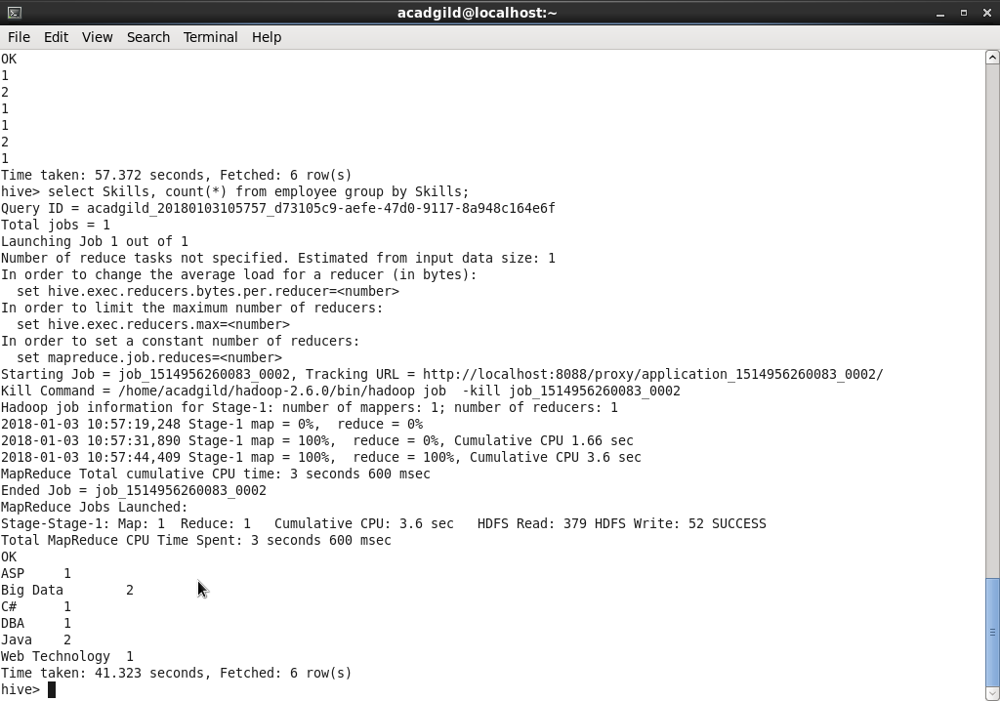 acadgild@localhost:~
File Edit View Search Terminal Help
OK
1
2
1
1
2
1
Time taken: 57.372 seconds, Fetched: 6 row(s)
hive> select Skills, count(*) from employee group by Skills;
Query ID = acadgild_20180103105757_d73105c9-aefe-47d0-9117-8a948c164e6f
Total jobs = 1
Launching Job 1 out of 1
Number of reduce tasks not specified. Estimated from input data size: 1
In order to change the average load for a reducer (in bytes):
  set hive.exec.reducers.bytes.per.reducer=<number>
In order to limit the maximum number of reducers:
  set hive.exec.reducers.max=<number>
In order to set a constant number of reducers:
  set mapreduce.job.reduces=<number>
Starting Job = job_1514956260083_0002, Tracking URL = http://localhost:8088/proxy/application_1514956260083_0002/
Kill Command = /home/acadgild/hadoop-2.6.0/bin/hadoop job  -kill job_1514956260083_0002
Hadoop job information for Stage-1: number of mappers: 1; number of reducers: 1
2018-01-03 10:57:19,248 Stage-1 map = 0%,  reduce = 0%
2018-01-03 10:57:31,890 Stage-1 map = 100%,  reduce = 0%, Cumulative CPU 1.66 sec
2018-01-03 10:57:44,409 Stage-1 map = 100%,  reduce = 100%, Cumulative CPU 3.6 sec
MapReduce Total cumulative CPU time: 3 seconds 600 msec
Ended Job = job_1514956260083_0002
MapReduce Jobs Launched:
Stage-Stage-1: Map: 1  Reduce: 1   Cumulative CPU: 3.6 sec   HDFS Read: 379 HDFS Write: 52 SUCCESS
Total MapReduce CPU Time Spent: 3 seconds 600 msec
OK
ASP     1
Big Data        2
C#      1
DBA     1
Java    2
Web Technology  1
Time taken: 41.323 seconds, Fetched: 6 row(s)
hive>